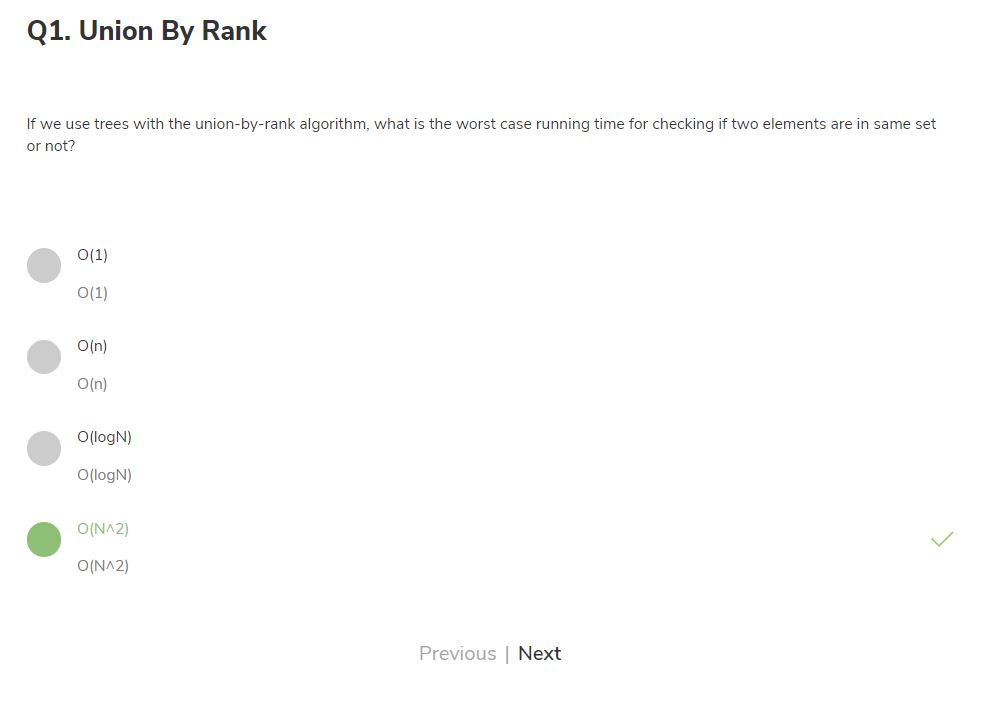 Q1. Union By Rank
If we use trees with the union-by-rank algorithm, what is the worst case running time for checking if two elements are in same set
or not?
O(1)
O(1)
O(n)
O(n)
O(logN)
O(logN)
O(N^2)
O(N^2)
Previous | Next